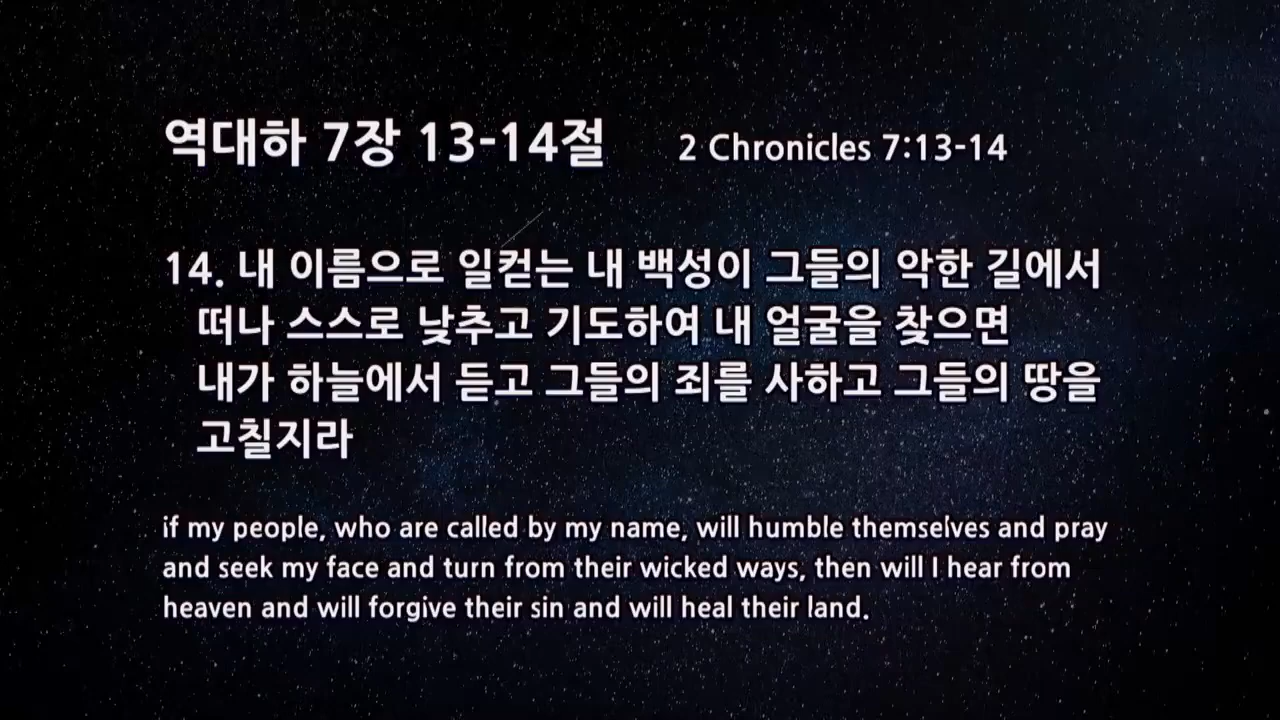 역대하 7장 13-14절 2 Chronicles 7:13-14
14. 내 이름으로 일컫는 내 백성이 그들의 악한 길에서
떠나 스스로 낮추고 기도하여 내 얼굴을 찾으면
내가 하늘에서 듣고 그들의 죄를 사하고 그들의 땅을
고칠지라
if my people, who are called by my name, will humble themselves and pray
and seek my face and turn from their wicked ways, then will I hear from
heaven and will forgive their sin and will heal their land.